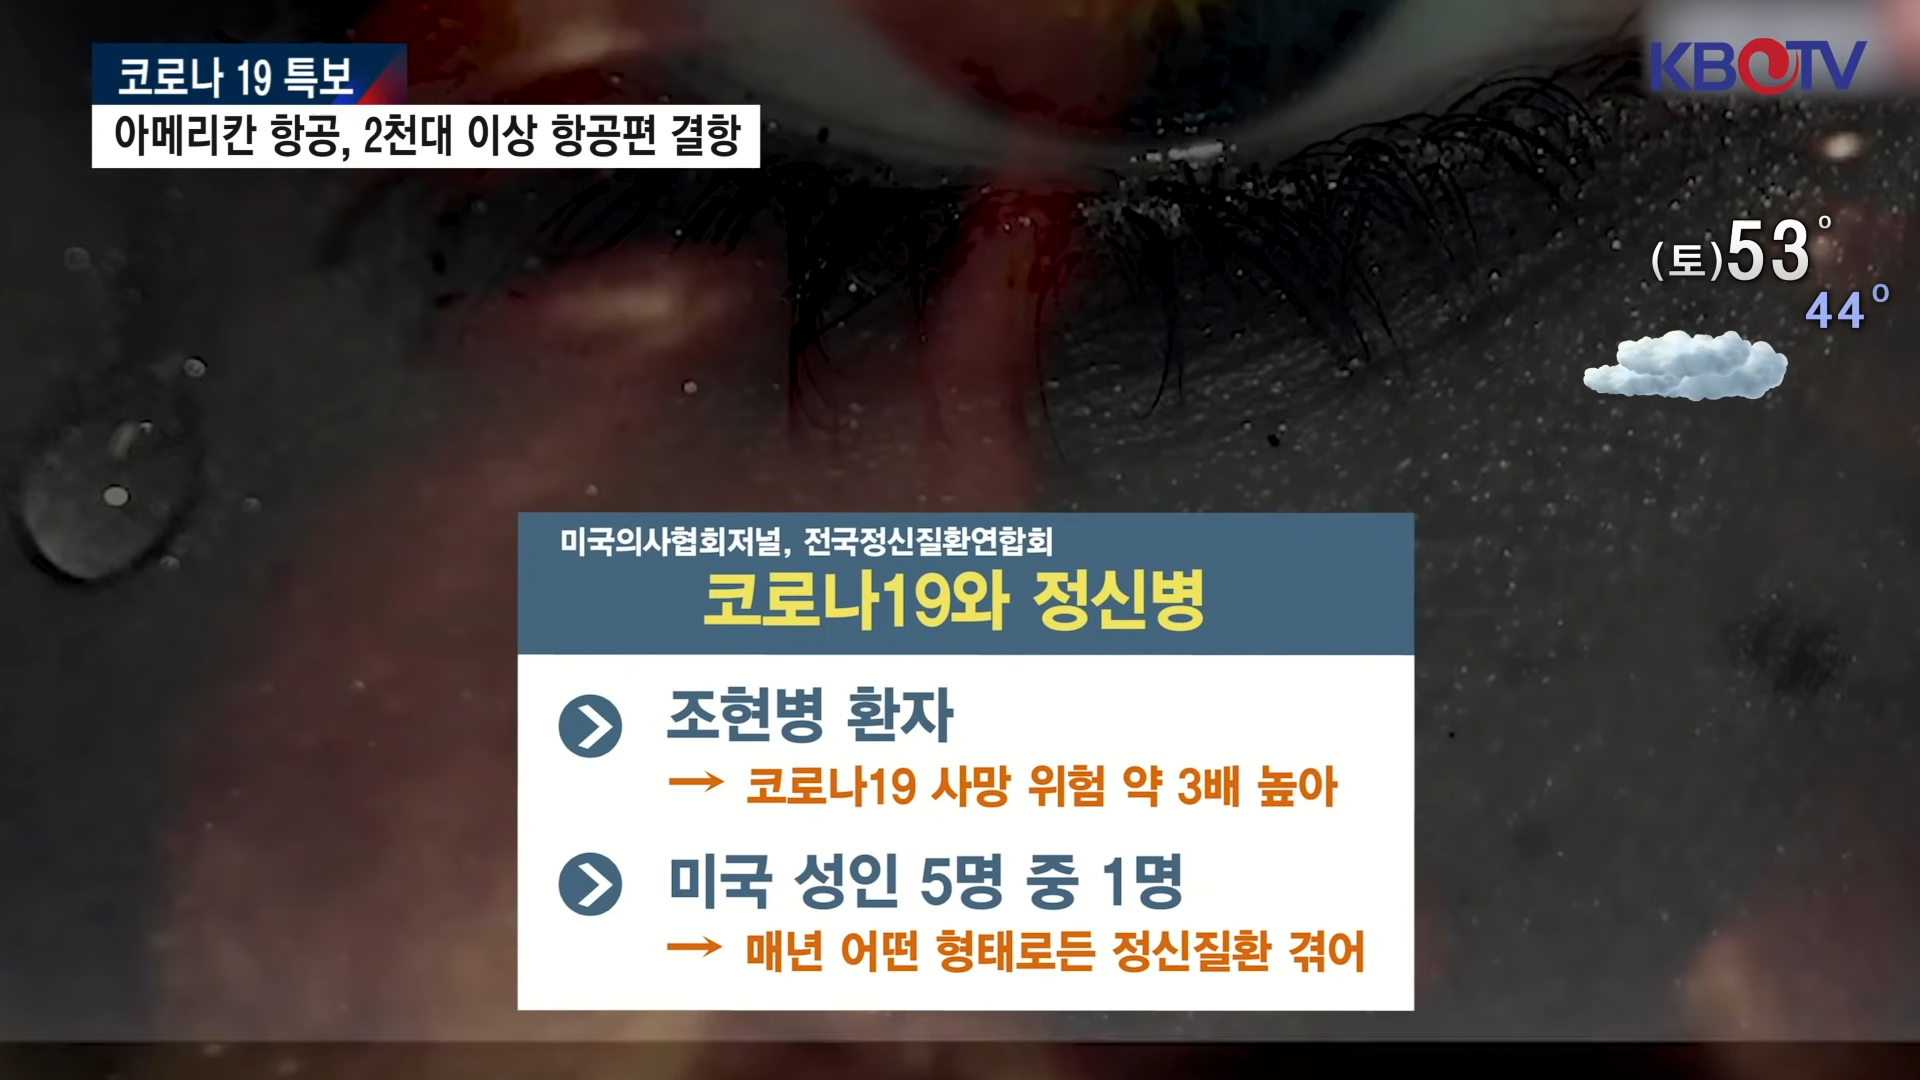 코로나 19 특보
아메리칸 항공, 2천대 이상 항공편 결항
KBTV
(토)53°
44°
미국의사협회저널, 전국정신질환연합회
코로나19와 정신병
조현병 환자
→ 코로나19 사망 위험 약 3배 높아
미국 성인 5명 중 1명
→ 매년 어떤 형태로든 정신질환 겪어